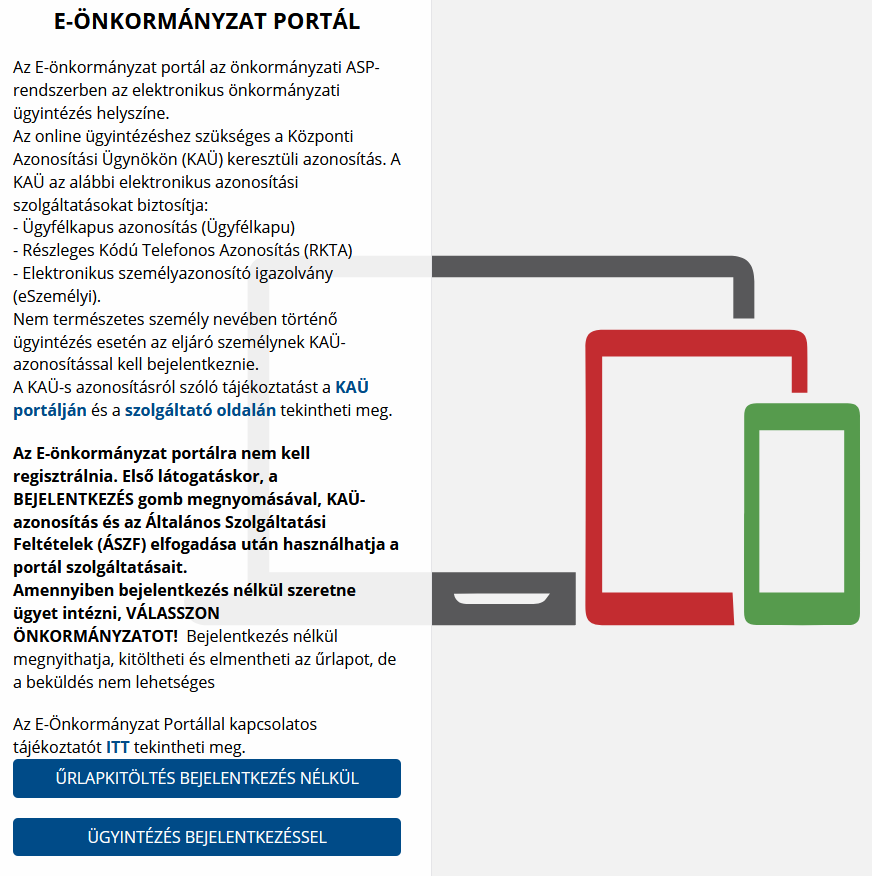 E-ÖNKORMÁNYZAT PORTÁL
Az E-önkormányzat portál az önkormányzati ASP-
rendszerben az elektronikus önkormányzati
ügyintézés helyszíne.
Az online ügyintézéshez szükséges a Központi
Azonosítási Ügynökön (KAÜ) keresztüli azonosítás. A
KAÜ az alábbi elektronikus azonosítási
szolgáltatásokat biztosítja:
- Ügyfélkapus azonosítás (Ügyfélkapu)
- Részleges Kódú Telefonos Azonosítás (RKTA)
- Elektronikus személyazonosító igazolvány
(eSzemélyi).
Nem természetes személy nevében történő
ügyintézés esetén az eljáró személynek KAÜ-
azonosítással kell bejelentkeznie.
A KAÜ-s azonosításról szóló tájékoztatást a KAÜ
portálján és a szolgáltató oldalán tekintheti meg.
Az E-önkormányzat portálra nem kell
regisztrálnia. Első látogatáskor, a
BEJELENTKEZÉS gomb megnyomásával, KAÜ-
azonosítás és az Általános Szolgáltatási
Feltételek (ÁSZF) elfogadása után használhatja a
portál szolgáltatásait.
Amennyiben bejelentkezés nélkül szeretne
ügyet intézni, VÁLASSZON
ÖNKORMÁNYZATOT! Bejelentkezés nélkül
megnyithatja, kitöltheti és elmentheti az űrlapot, de
a beküldés nem lehetséges
Az E-Önkormányzat Portállal kapcsolatos
tájékoztatót ITT tekintheti meg.
ŰRLAPKITÖLTÉS BEJELENTKEZÉS NÉLKÜL
ÜGYINTÉZÉS BEJELENTKEZÉSSEL